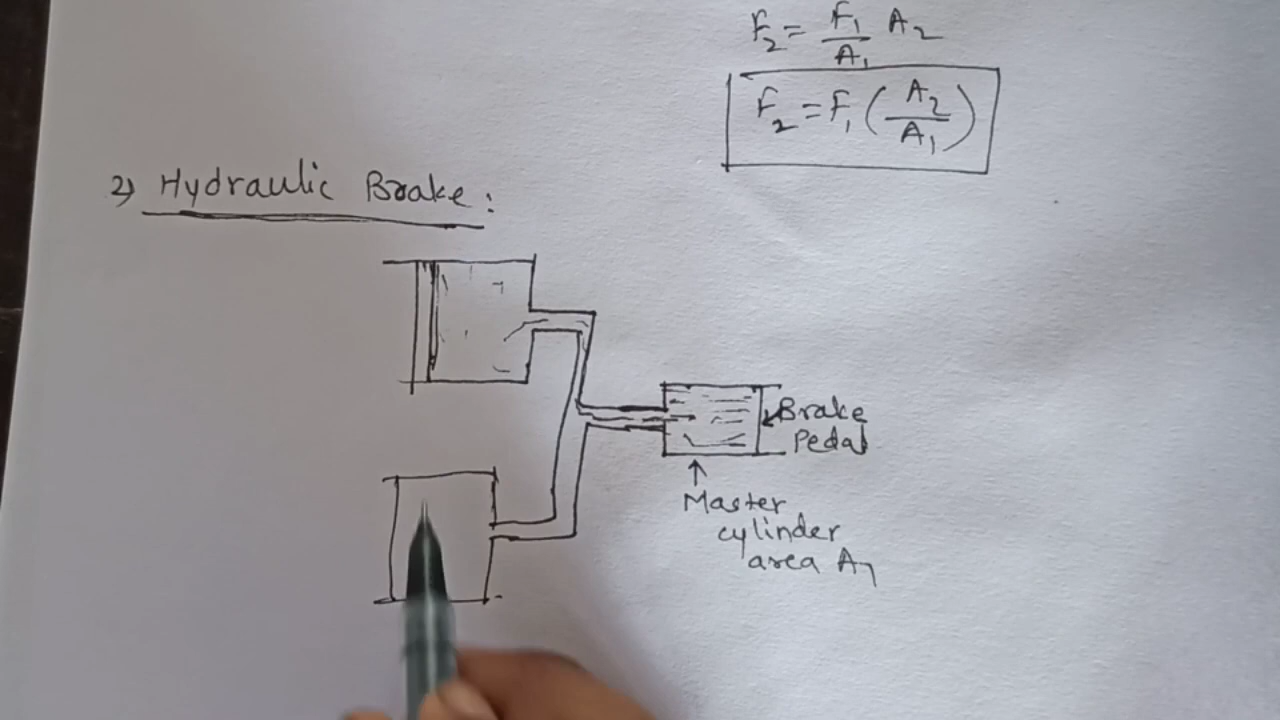 F₂ = F₁/A₁ A₂
F₂ = F₁ (A₂/A₁)
2) Hydraulic Brake:
Brake
Pedal
Master
cylinder
area A₁